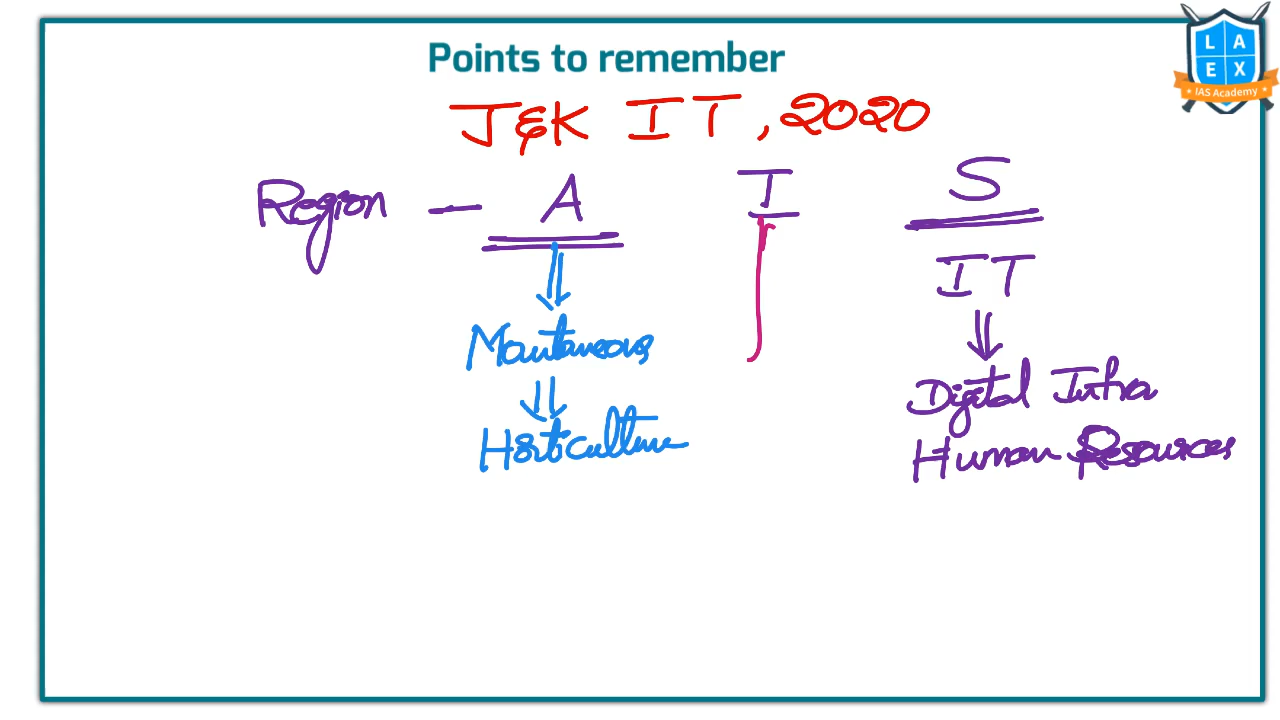 Points to remember
L A
E X
IAS Academy
J&K IT, 2020
Region - A I S
IT
Mountaneous
Digital Infra
Horticulture
Human Resources